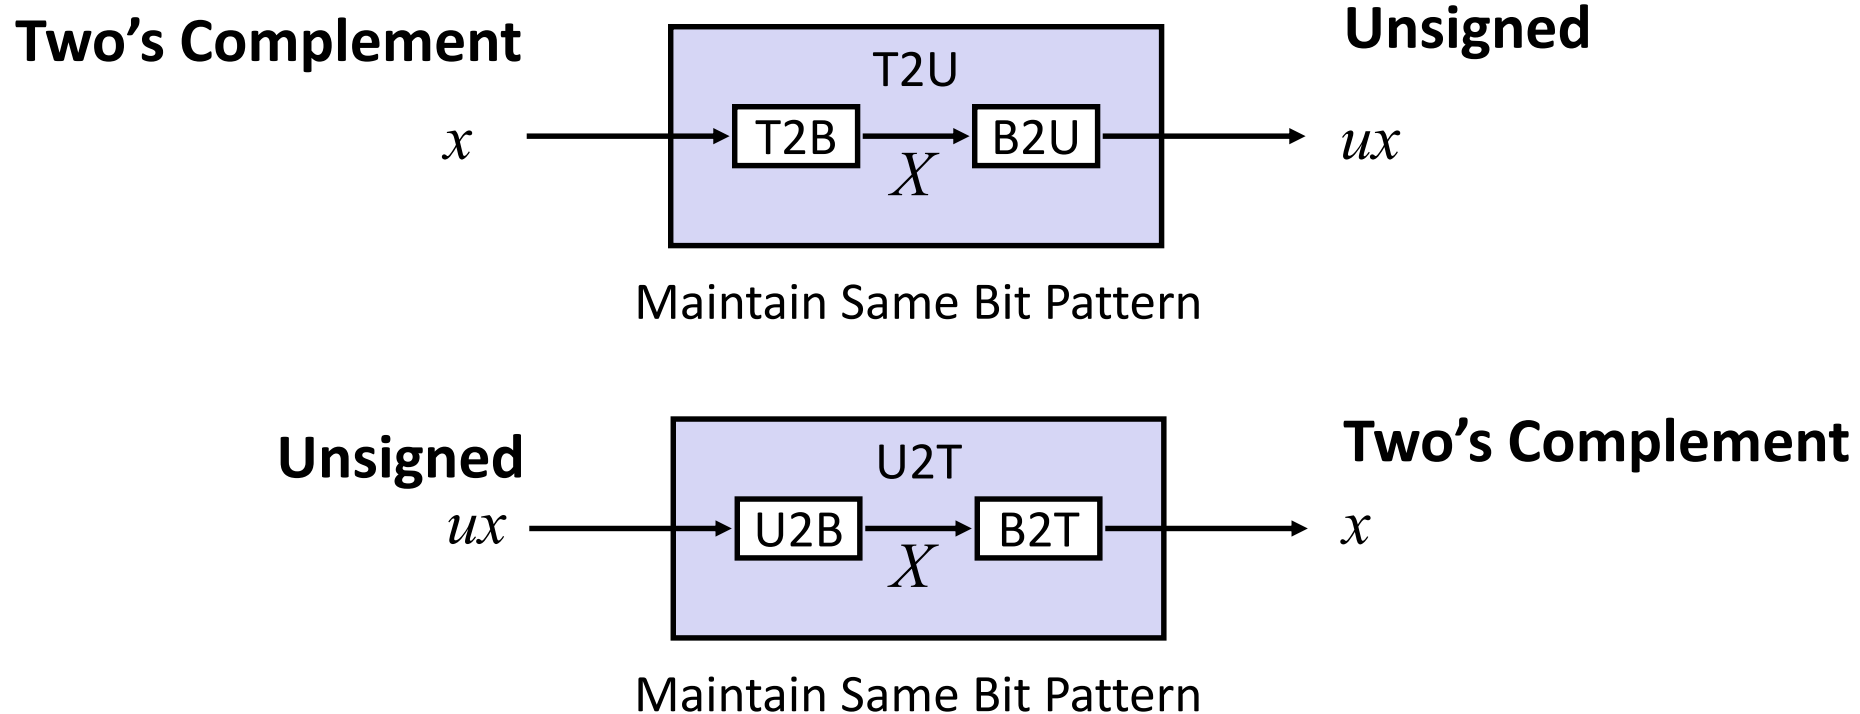 Two’s Complement
Unsigned
T2U
x
T2B
X
B2U
ux
Maintain Same Bit Pattern
Unsigned
Two’s Complement
U2T
ux
U2B
X
B2T
x
Maintain Same Bit Pattern